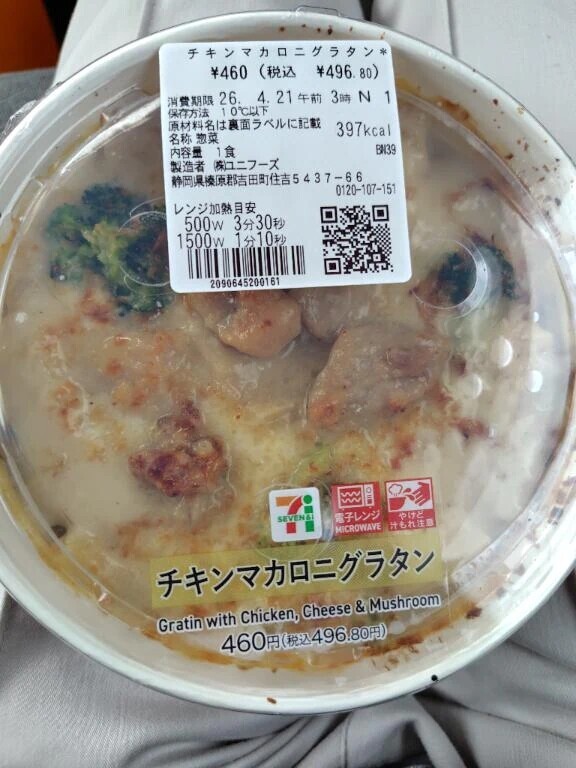 チキンマカロニグラタン*
¥460 (税込 ¥496.80)
消費期限 26. 4.21 午前 3時 N 1
保存方法 10℃以下
原材料名は裏面ラベルに記載 397kcal
名称 惣菜
内容量 1食 BN39
製造者 ㈱ユニフーズ
静岡県榛原郡吉田町住吉5437-66
0120-107-151
レンジ加熱目安
500W 3分30秒
1500W 1分10秒
2090645200161
7i
SEVEN&i
電子レンジ
MICROWAVE
やけど
汁もれ注意
チキンマカロニグラタン
Gratin with Chicken, Cheese & Mushroom
460円(税込496.80円)